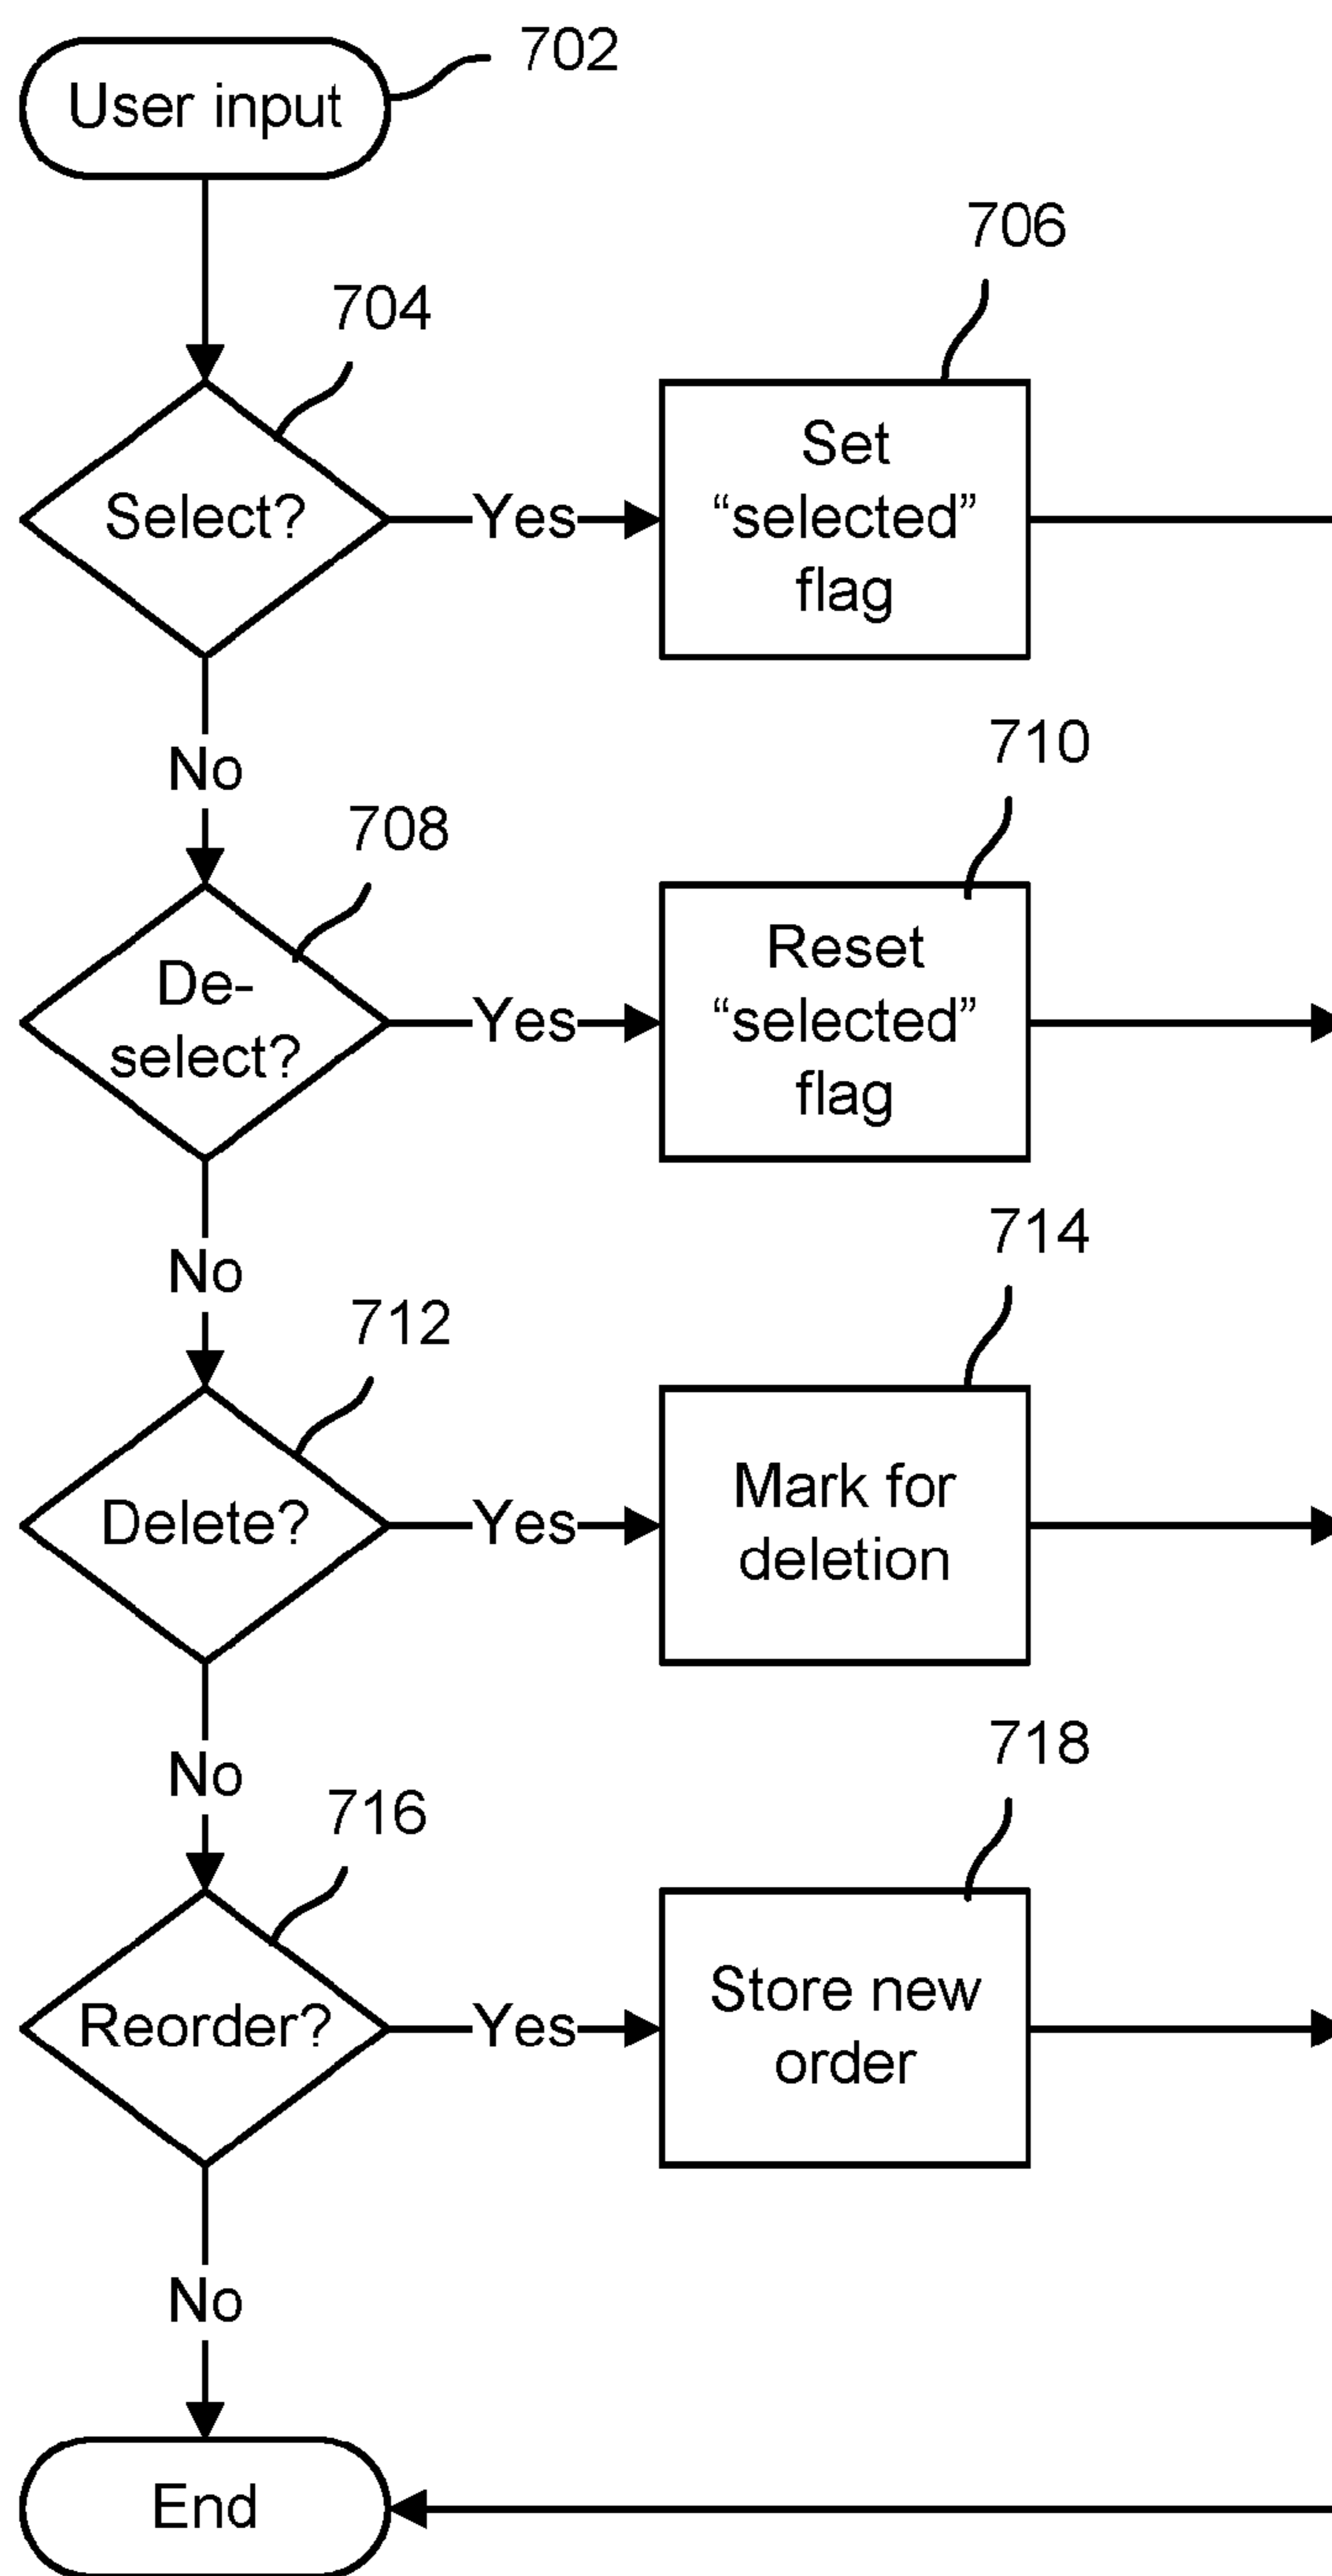 User input
702
704
706
Select?
Yes
Set
“selected”
flag
No
708
710
De-
select?
Yes
Reset
“selected”
flag
No
712
714
Delete?
Yes
Mark for
deletion
No
716
718
Reorder?
Yes
Store new
order
No
End